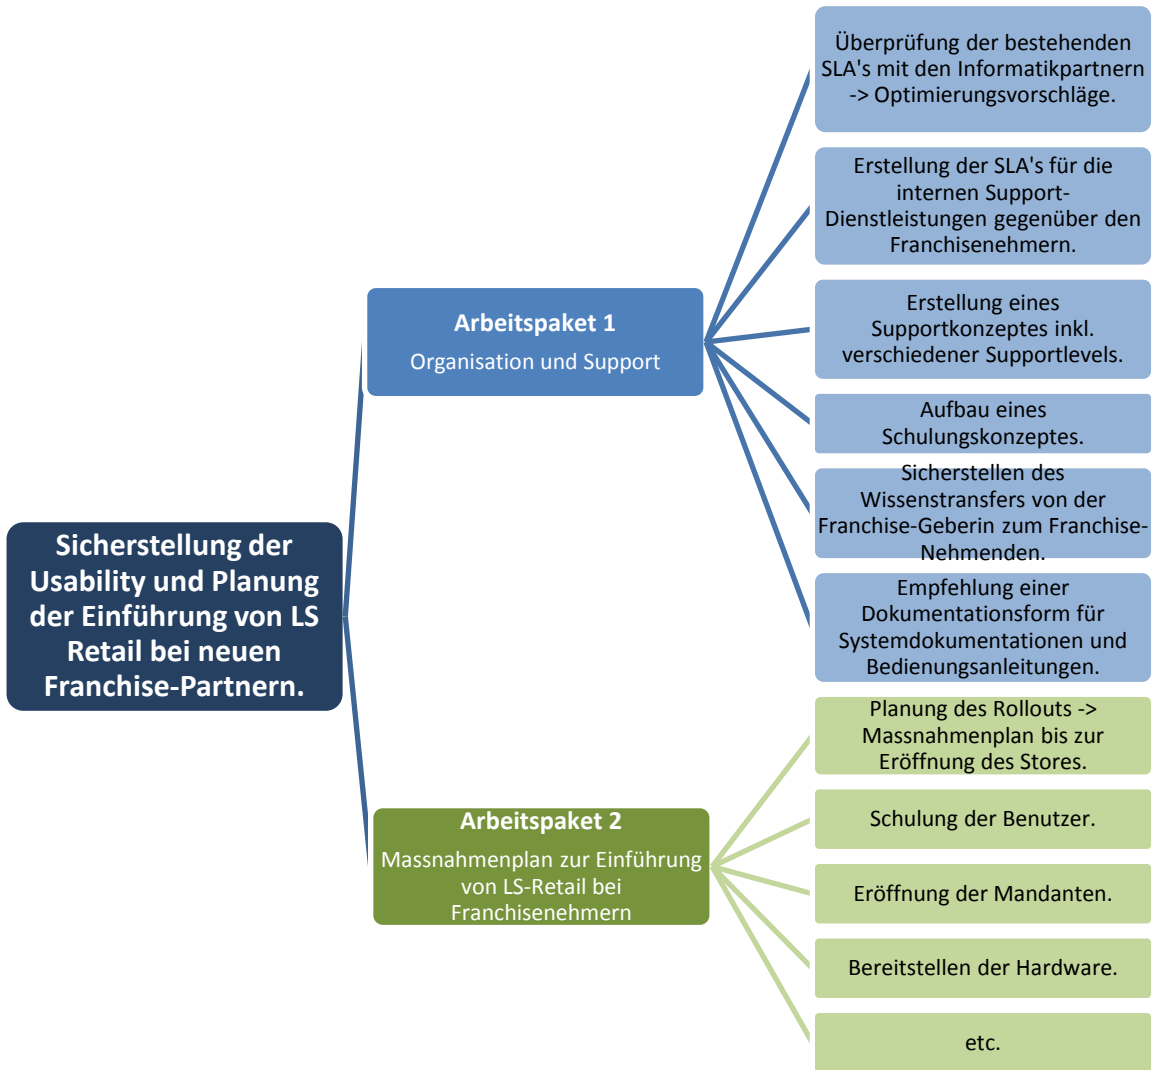 Sicherstellung der
Usability und Planung
der Einführung von LS
Retail bei neuen
Franchise-Partnern.
Arbeitspaket 1
Organisation und Support
Überprüfung der bestehenden
SLA's mit den Informatikpartnern
-> Optimierungsvorschläge.
Erstellung der SLA's für die
internen Support-
Dienstleistungen gegenüber den
Franchisenehmern.
Erstellung eines
Supportkonzeptes inkl.
verschiedener Supportlevels.
Aufbau eines
Schulungskonzeptes.
Sicherstellen des
Wissenstransfers von der
Franchise-Geberin zum Franchise-
Nehmenden.
Empfehlung einer
Dokumentationsform für
Systemdokumentationen und
Bedienungsanleitungen.
Arbeitspaket 2
Massnahmenplan zur Einführung
von LS-Retail bei
Franchisenehmern
Planung des Rollouts ->
Massnahmenplan bis zur
Eröffnung des Stores.
Schulung der Benutzer.
Eröffnung der Mandanten.
Bereitstellen der Hardware.
etc.